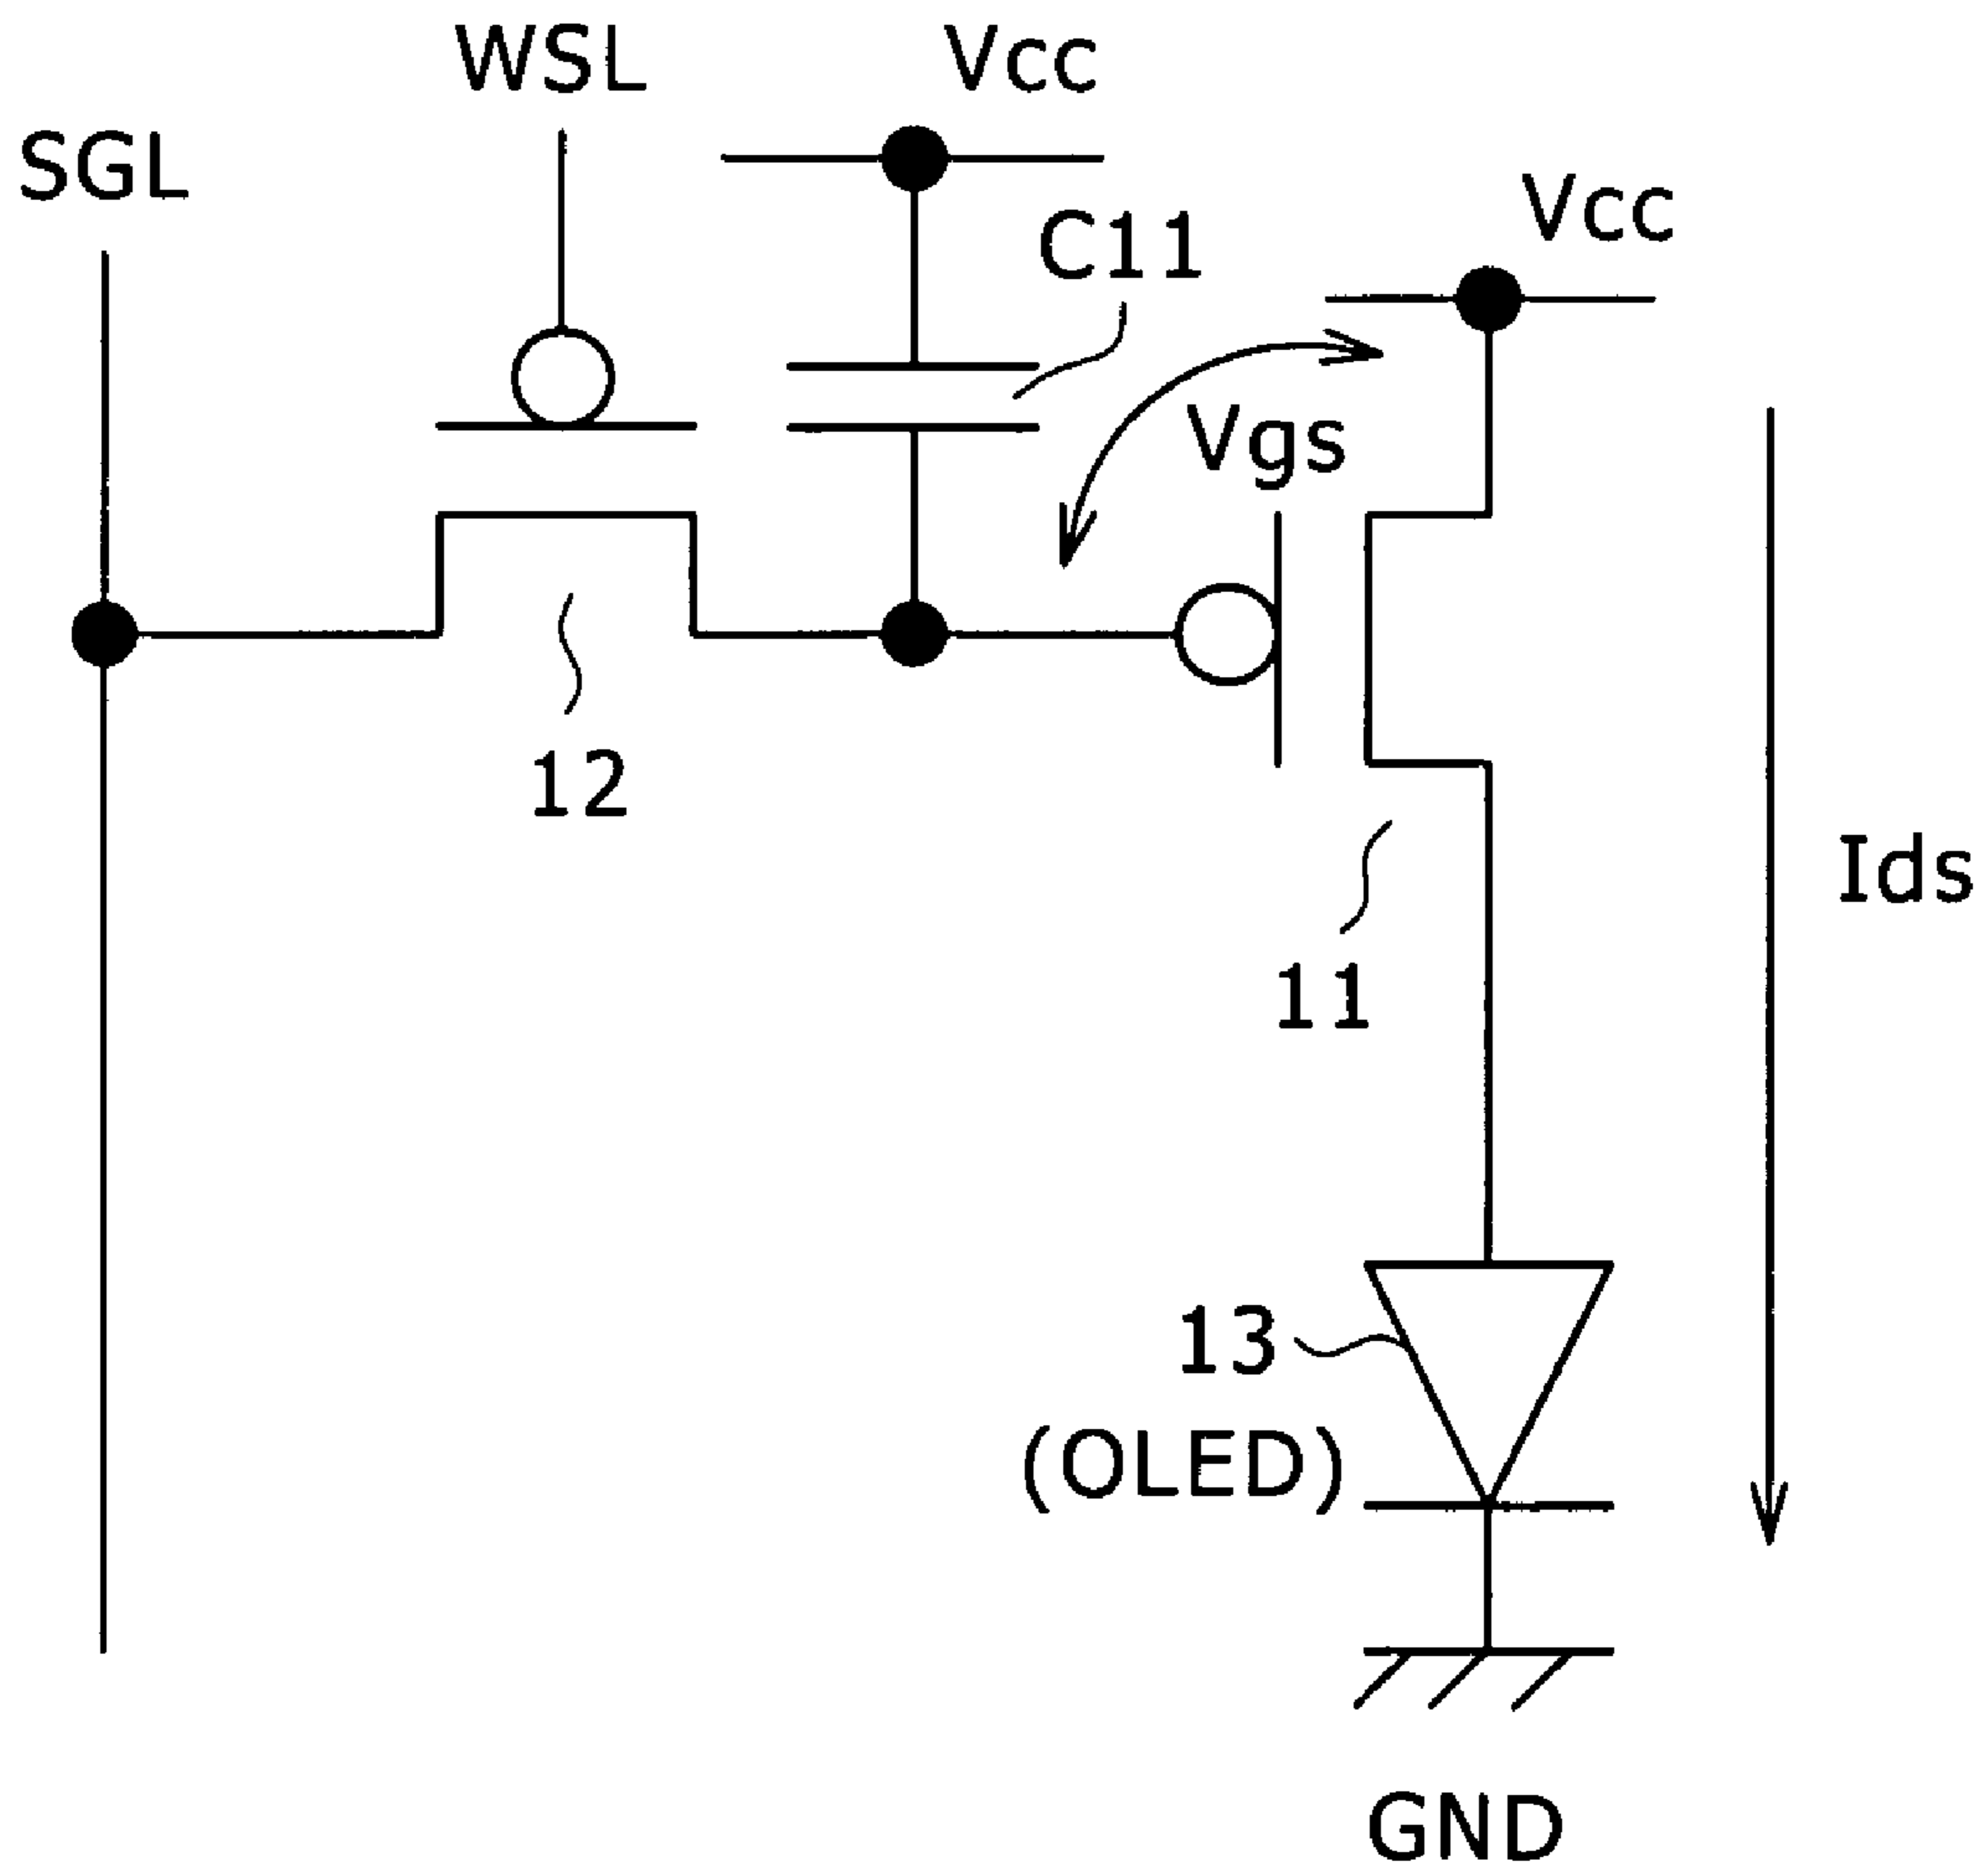 WSL
Vcc
SGL
C11
Vcc
Vgs
12
Ids
11
13
(OLED)
GND